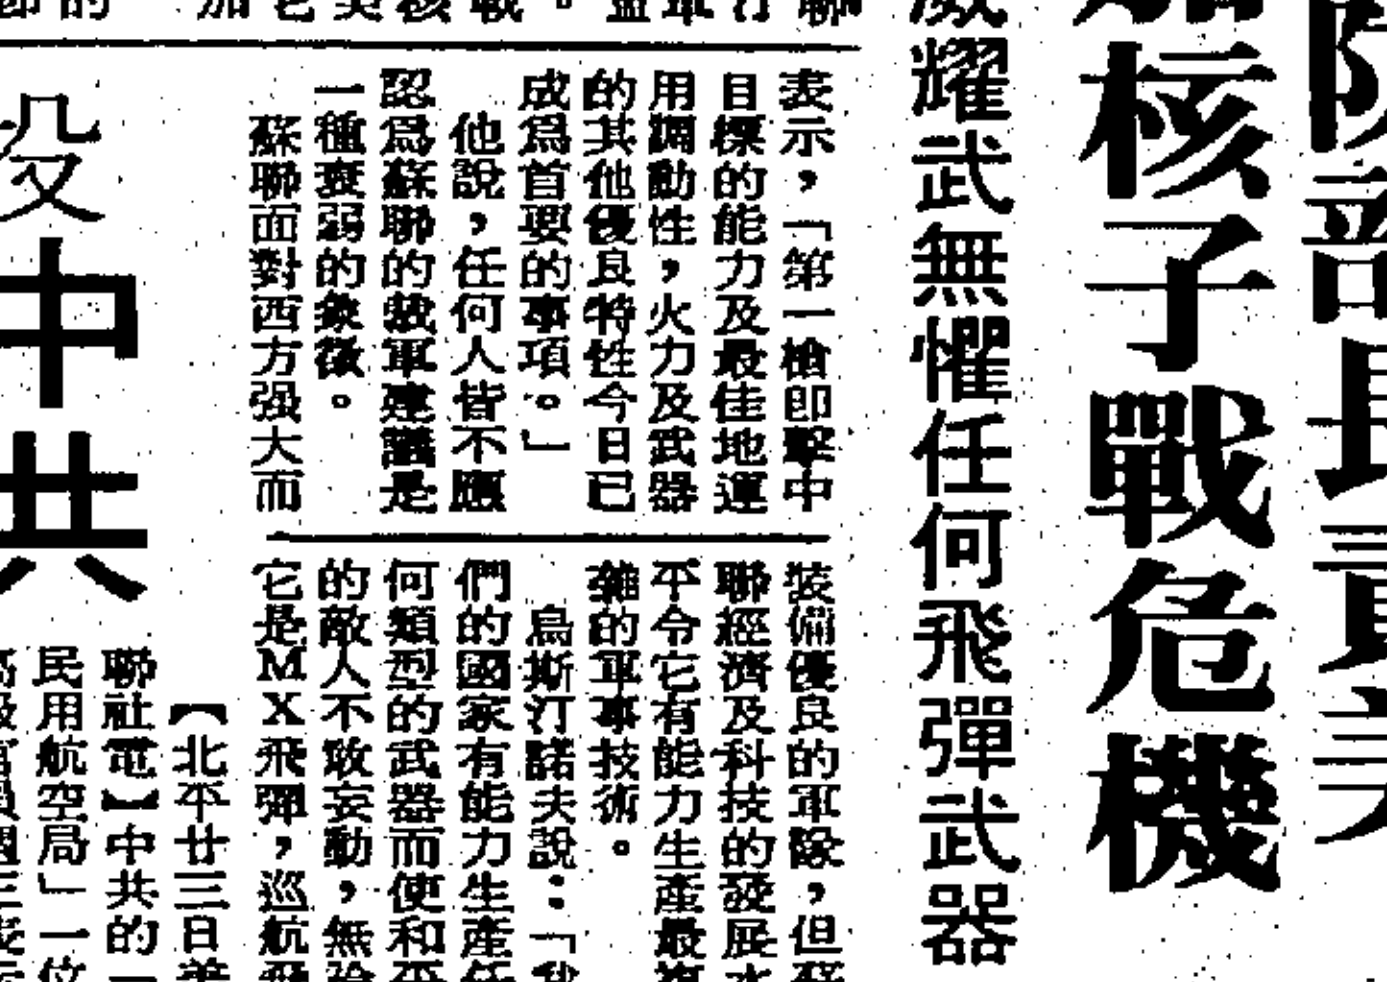 防部長責美
核子戰危機
威耀武無懼任何飛彈武器
表示，「第一槍即擊中
目標的能力及最佳地運
用調動性，火力及武器
的其他優良特性今日已
成爲首要的事項。」
他說，任何人皆不應
認爲蘇聯的裁軍建議是
一種衰弱的象徵。
蘇聯面對西方强大而
裝備優良的軍隊，但蘇
聯經濟及科技的發展水
平令它有能力生產最複
雜的軍事技術。
烏斯汀諾夫說：「我
們的國家有能力生產任
何類型的武器而使和平
的敵人不敢妄動，無論
它是MX飛彈，巡航飛
中共
【北平廿三日美
聯社電】中共的一
民用航空局」一位